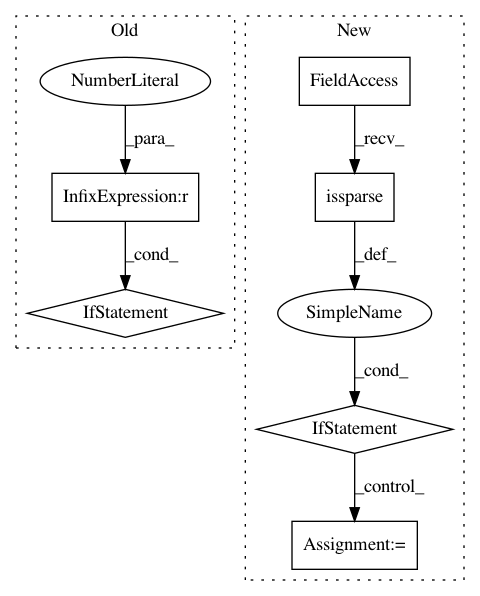 Old
NumberLiteral
_para_
InfixExpression:r
_cond_
IfStatement
New
FieldAccess
_recv_
issparse
_def_
SimpleName
_cond_
IfStatement
_control_
Assignment:=